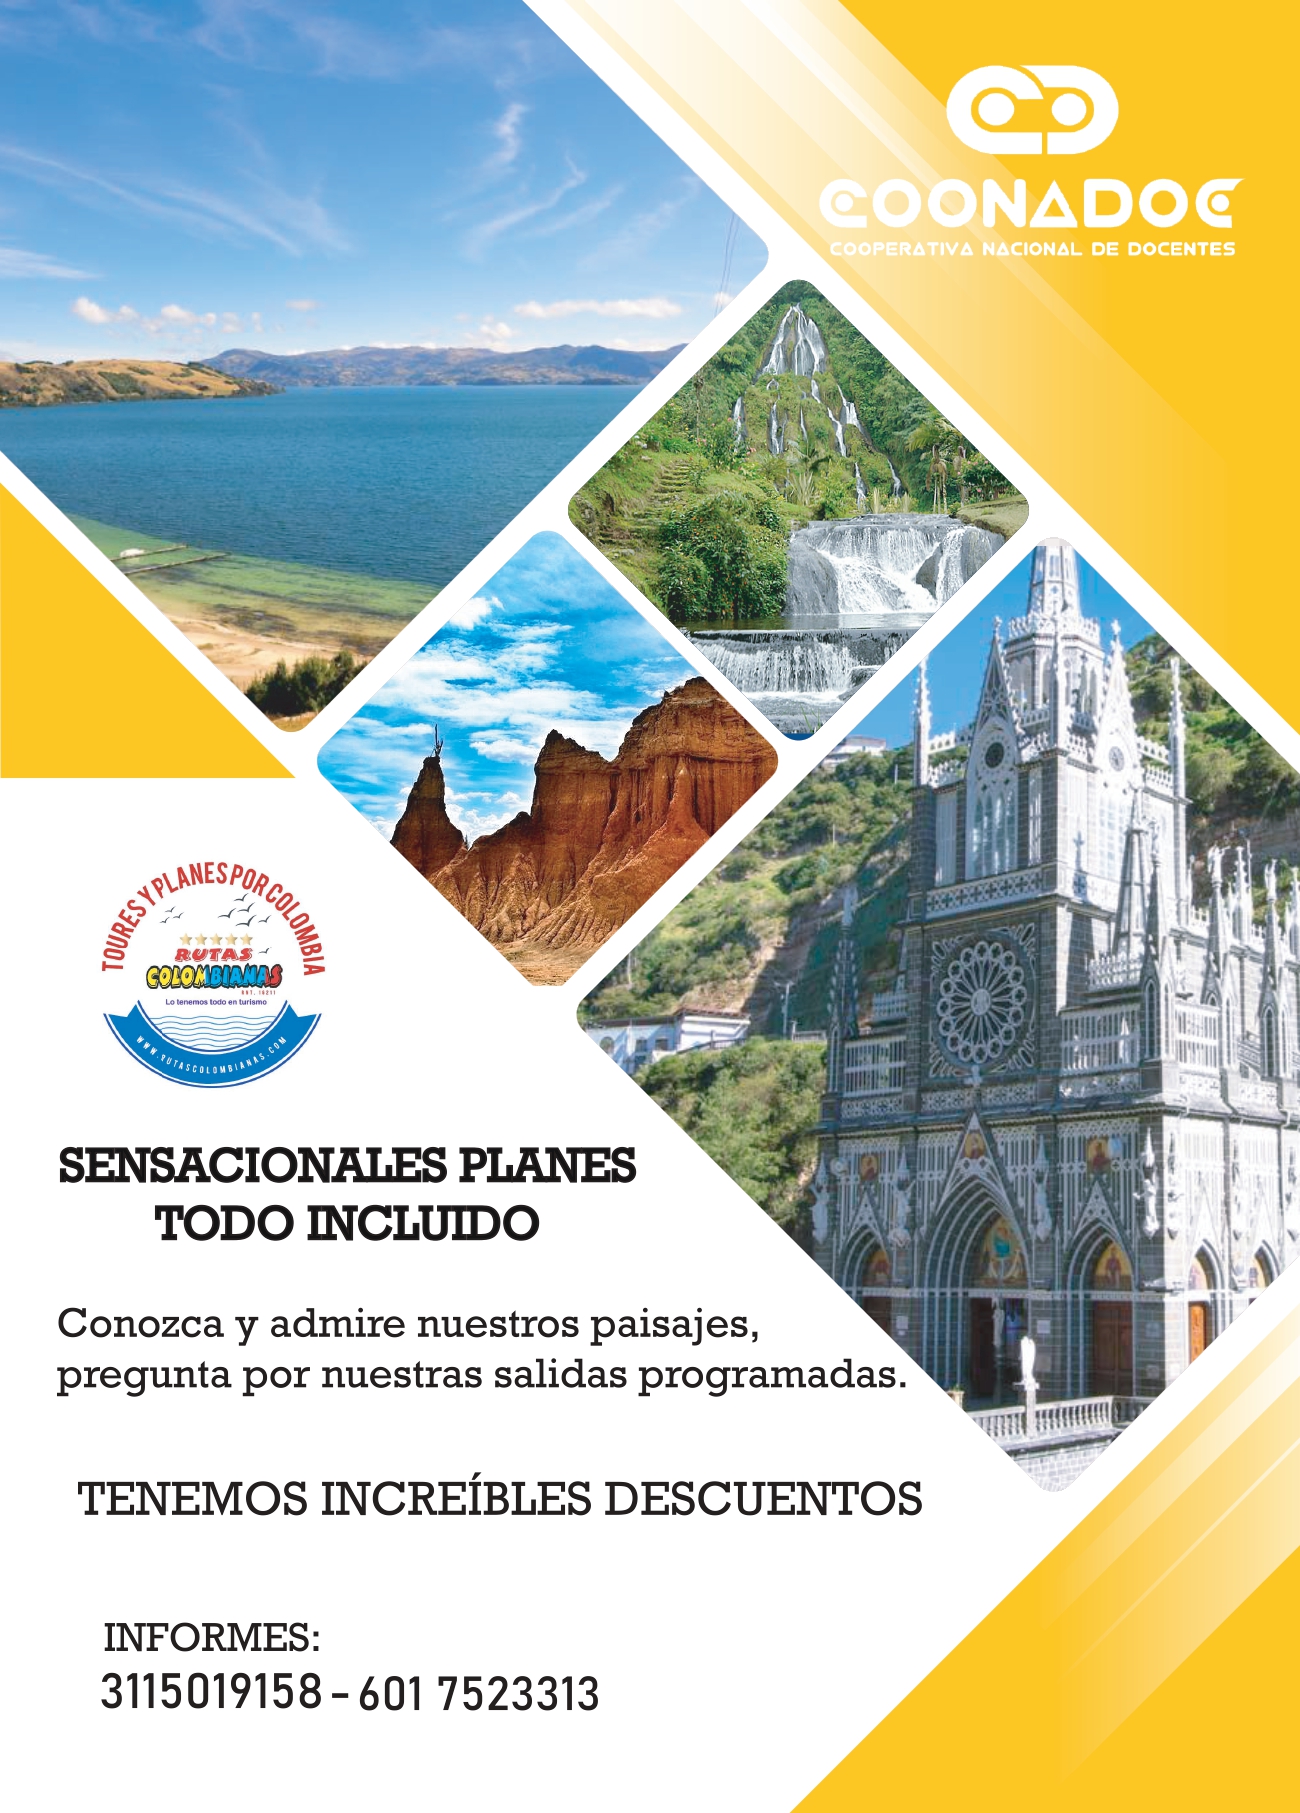 COONADOC
COOPERATIVA NACIONAL DE DOCENTES
TOURES Y PLANES POR COLOMBIA
RUTAS
COLOMBIANAS
Lo tenemos todo en turismo
WWW.RUTASCOLOMBIANAS.COM
SENSACIONALES PLANES
TODO INCLUIDO
Conozca y admire nuestros paisajes,
pregunta por nuestras salidas programadas.
TENEMOS INCREÍBLES DESCUENTOS
INFORMES:
3115019158 - 601 7523313